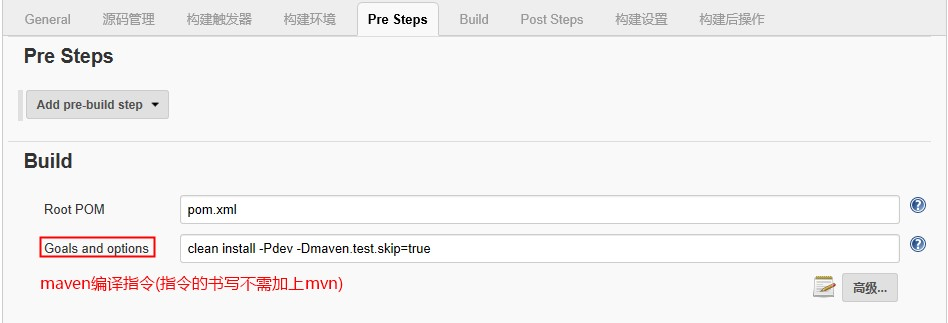 General 源码管理 构建触发器 构建环境 Pre Steps Build Post Steps 构建设置 构建后操作
Pre Steps
Add pre-build step
Build
Root POM pom.xml
Goals and options clean install -Pdev -Dmaven.test.skip=true
maven编译指令(指令的书写不需加上mvn) 高级...